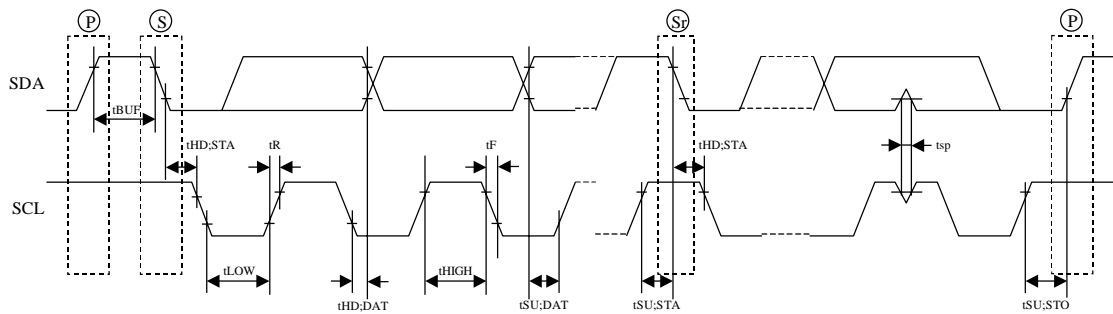 P S Sr P
SDA
tBUF
tHD;STA tR tF tHD;STA tsp
SCL
tLOW tHIGH
tHD;DAT tSU;DAT tSU;STA tSU;STO